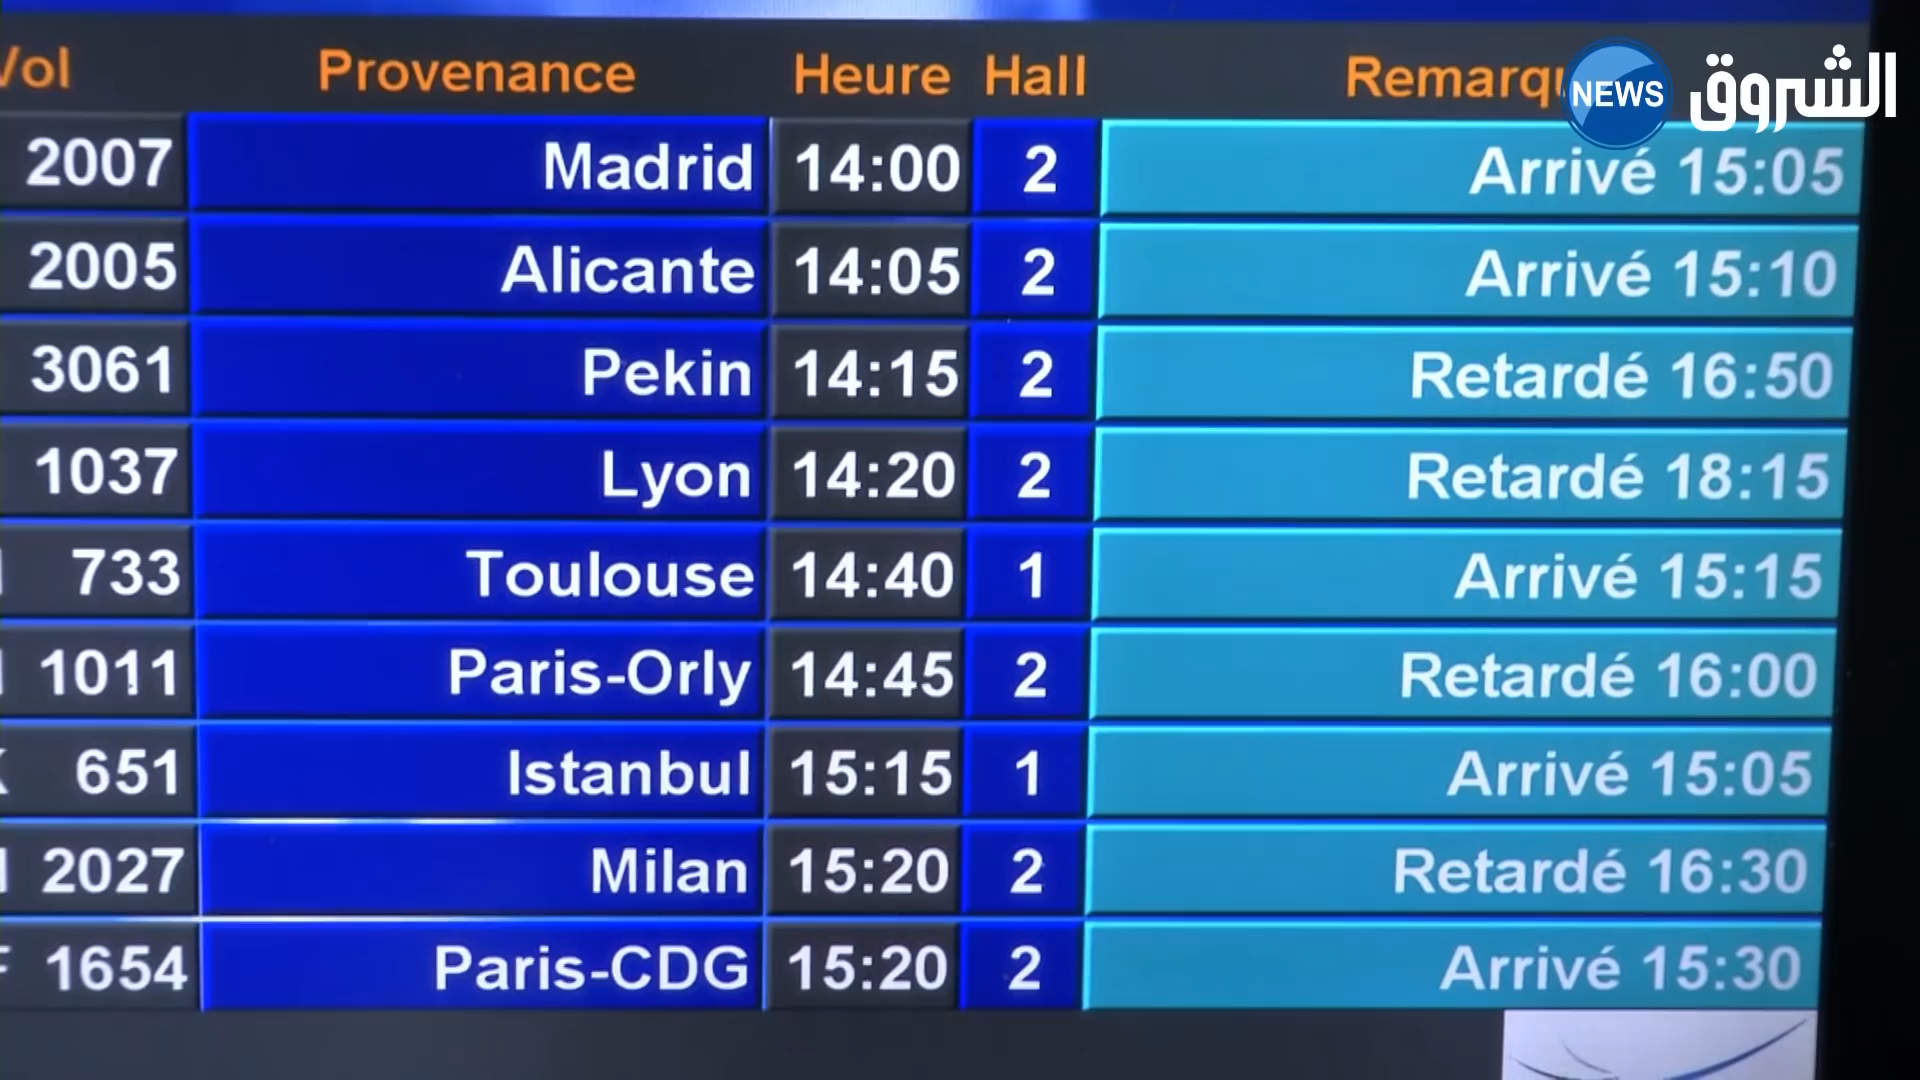 Vol Provenance Heure Hall Remarqu
NEWS الشروق
2007 Madrid 14:00 2 Arrivé 15:05
2005 Alicante 14:05 2 Arrivé 15:10
3061 Pekin 14:15 2 Retardé 16:50
1037 Lyon 14:20 2 Retardé 18:15
733 Toulouse 14:40 1 Arrivé 15:15
1011 Paris-Orly 14:45 2 Retardé 16:00
651 Istanbul 15:15 1 Arrivé 15:05
2027 Milan 15:20 2 Retardé 16:30
1654 Paris-CDG 15:20 2 Arrivé 15:30